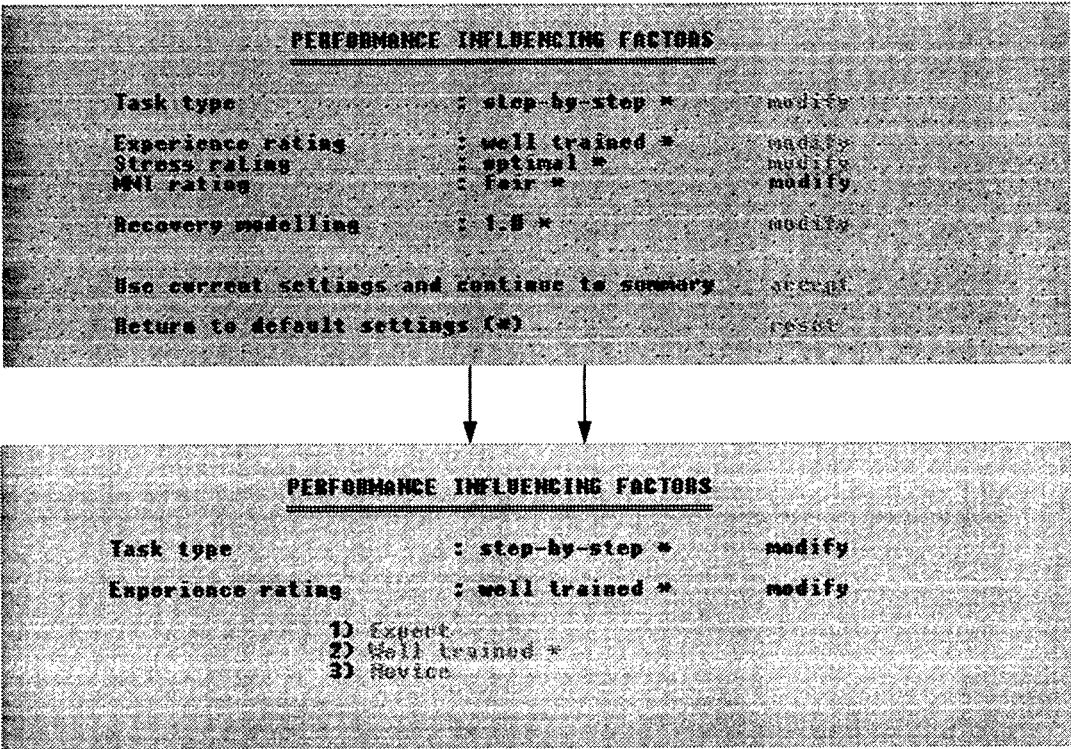 PERFORMANCE INFLUENCING FACTORS
Task type : step-by-step * modify
Experience rating : well trained * modify
Stress rating : optimal * modify
MMI rating : fair * modify
Recovery modelling : 1.0 * modify
Use current settings and continue to summary accept
Return to default settings (*) reset
PERFORMANCE INFLUENCING FACTORS
Task type : step-by-step * modify
Experience rating : well trained * modify
1) Expert
2) Well trained *
3) Novice